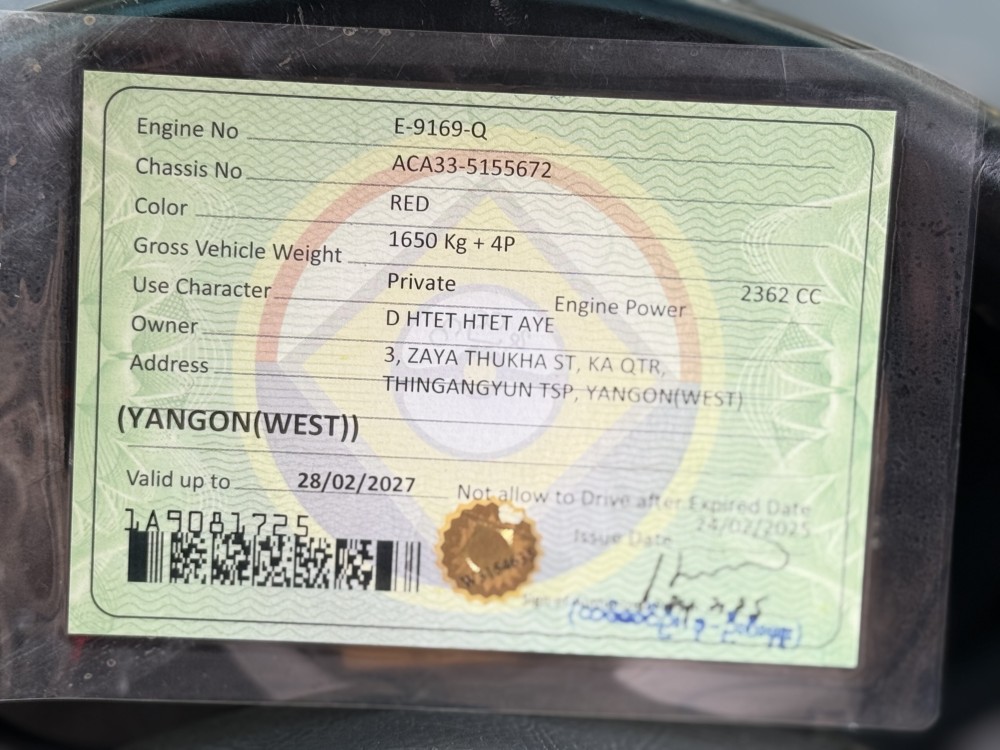 Engine No E-9169-Q
Chassis No ACA33-5155672
Color RED
Gross Vehicle Weight 1650 Kg + 4P
Use Character Private Engine Power 2362 CC
Owner D HTET HTET AYE
Address 3, ZAYA THUKHA ST, KA QTR,
THINGANGYUN TSP, YANGON(WEST)
(YANGON(WEST))
Valid up to 28/02/2027 Not allow to Drive after Expired Date
1A9081725
Issue Date 24/02/2025